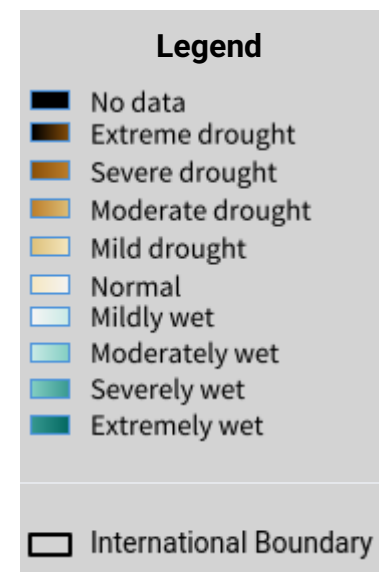 Legend
No data
Extreme drought
Severe drought
Moderate drought
Mild drought
Normal
Mildly wet
Moderately wet
Severely wet
Extremely wet
International Boundary